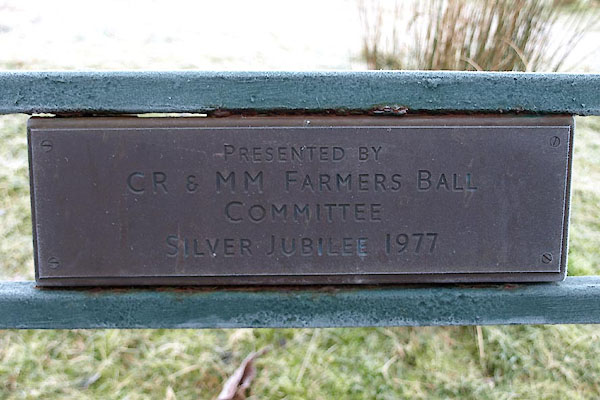 PRESENTED BY
CR & MM FARMERS BALL
COMMITTEE
SILVER JUBILEE 1977